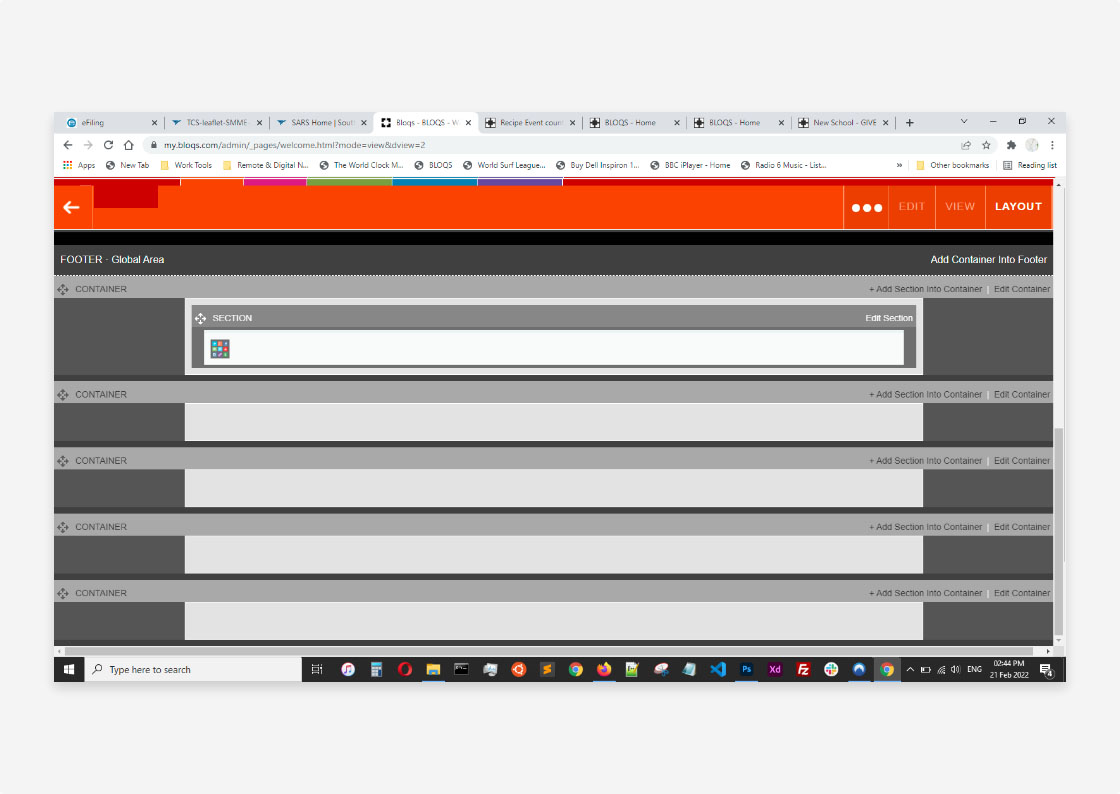 eFiling
TCS-leaflet-SMME-
SARS Home | South
Bloqs - BLOQS - W
Recipe Event count
BLOQS - Home
BLOQS - Home
New School - GIVE
my.bloqs.com/admin/_pages/welcome.html?mode=view&dview=2
Apps New Tab Work Tools Remote & Digital N... The World Clock M... BLOQS World Surf League... Buy Dell Inspiron 1... BBC iPlayer - Home Radio 6 Music - List... » Other bookmarks Reading list
EDIT VIEW LAYOUT
FOOTER - Global Area Add Container Into Footer
CONTAINER + Add Section Into Container | Edit Container
SECTION Edit Section
CONTAINER + Add Section Into Container | Edit Container
CONTAINER + Add Section Into Container | Edit Container
CONTAINER + Add Section Into Container | Edit Container
CONTAINER + Add Section Into Container | Edit Container
Type here to search
Ps
Xd
Fz
ENG
02:44 PM
21 Feb 2022
4